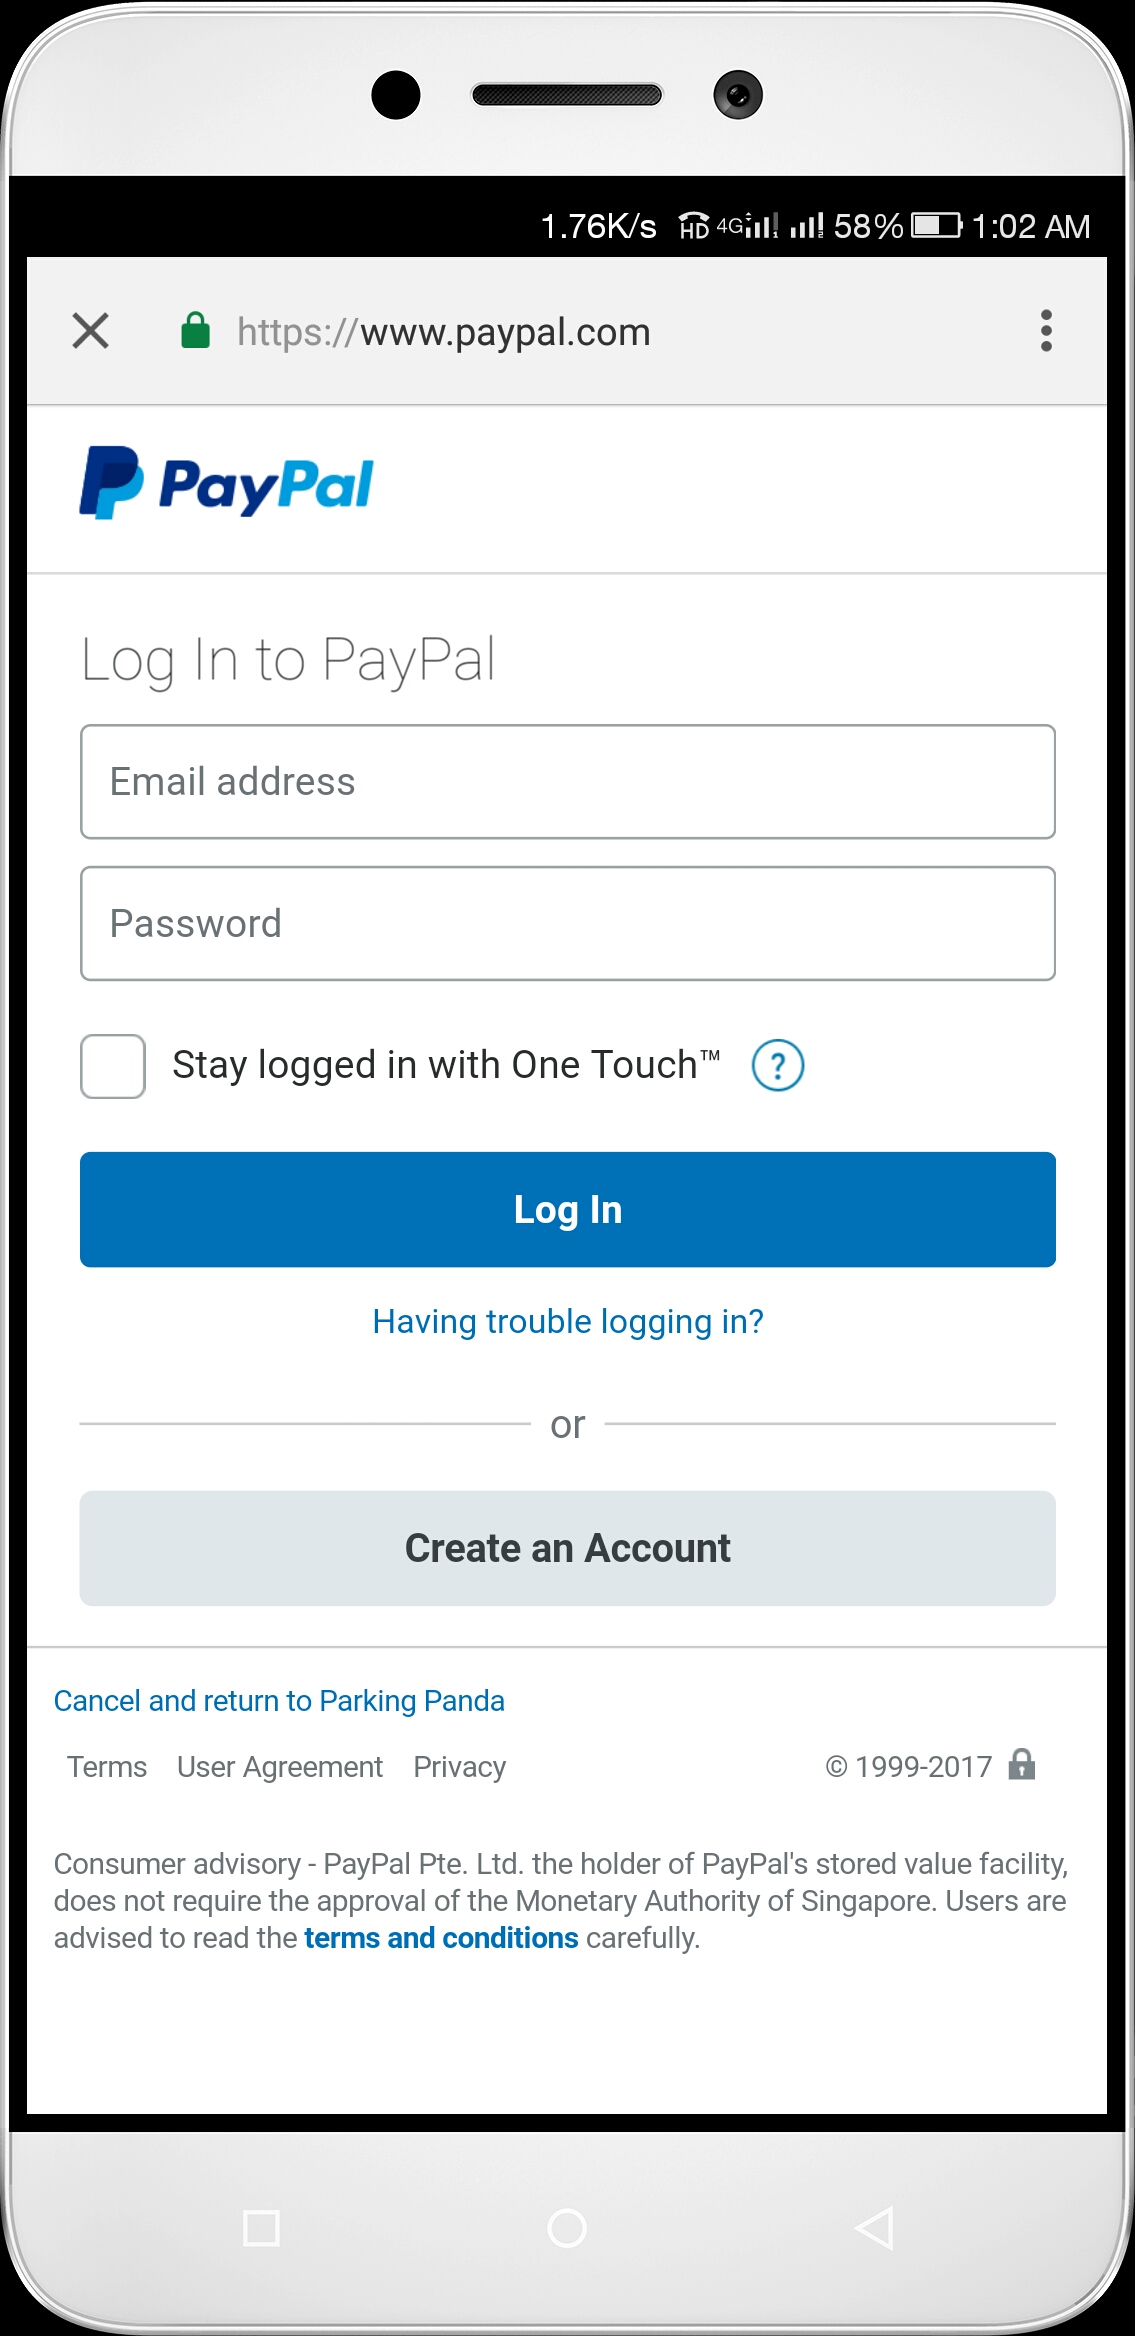 1.76K/s HD 4G 58% 1:02 AM
https://www.paypal.com
PayPal
Log In to PayPal
Email address
Password
Stay logged in with One Touch™ ?
Log In
Having trouble logging in?
or
Create an Account
Cancel and return to Parking Panda
Terms User Agreement Privacy © 1999-2017
Consumer advisory - PayPal Pte. Ltd. the holder of PayPal's stored value facility,
does not require the approval of the Monetary Authority of Singapore. Users are
advised to read the terms and conditions carefully.